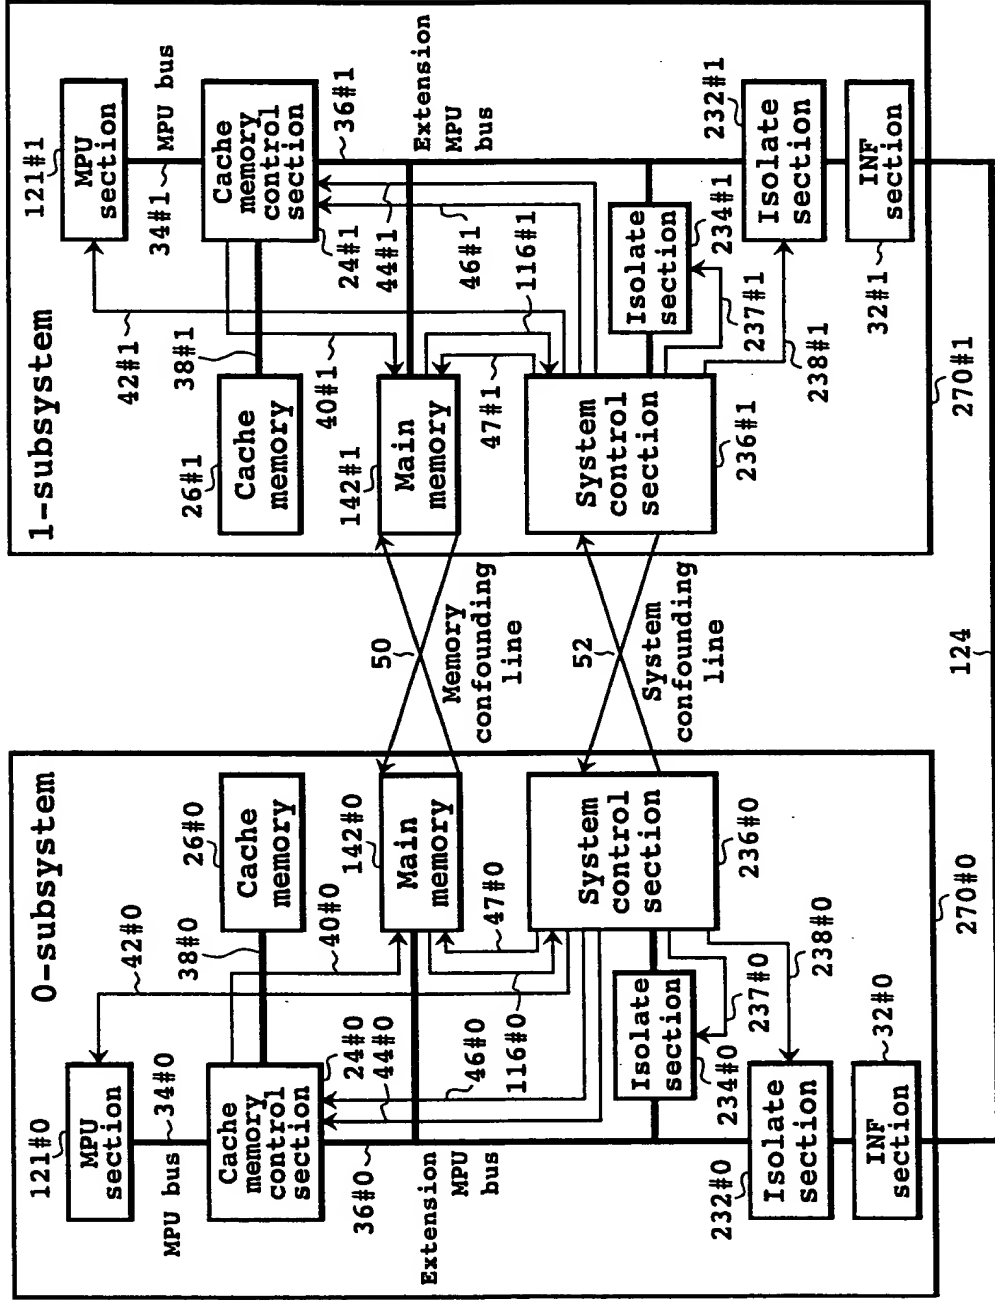 0-subsystem
121#0
MPU
section
42#0
MPU bus
34#0
26#0
Cache
memory
38#0
Cache
memory
control
section
24#0
40#0
44#0
142#0
Main
memory
36#0
Extension
MPU
bus
46#0
47#0
116#0
System
control
section
236#0
Isolate
section
234#0
237#0
238#0
232#0
Isolate
section
INF
section
32#0
270#0
50
Memory
confounding
line
52
System
confounding
line
124
1-subsystem
121#1
MPU
section
42#1
34#1
MPU bus
26#1
Cache
memory
38#1
Cache
memory
control
section
24#1
40#1
44#1
36#1
142#1
Main
memory
Extension
MPU
bus
46#1
47#1
116#1
System
control
section
236#1
Isolate
section
234#1
237#1
238#1
232#1
Isolate
section
INF
section
32#1
270#1